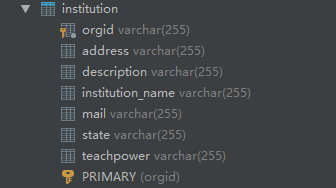 institution
orgid varchar(255)
address varchar(255)
description varchar(255)
institution_name varchar(255)
mail varchar(255)
state varchar(255)
teachpower varchar(255)
PRIMARY (orgid)